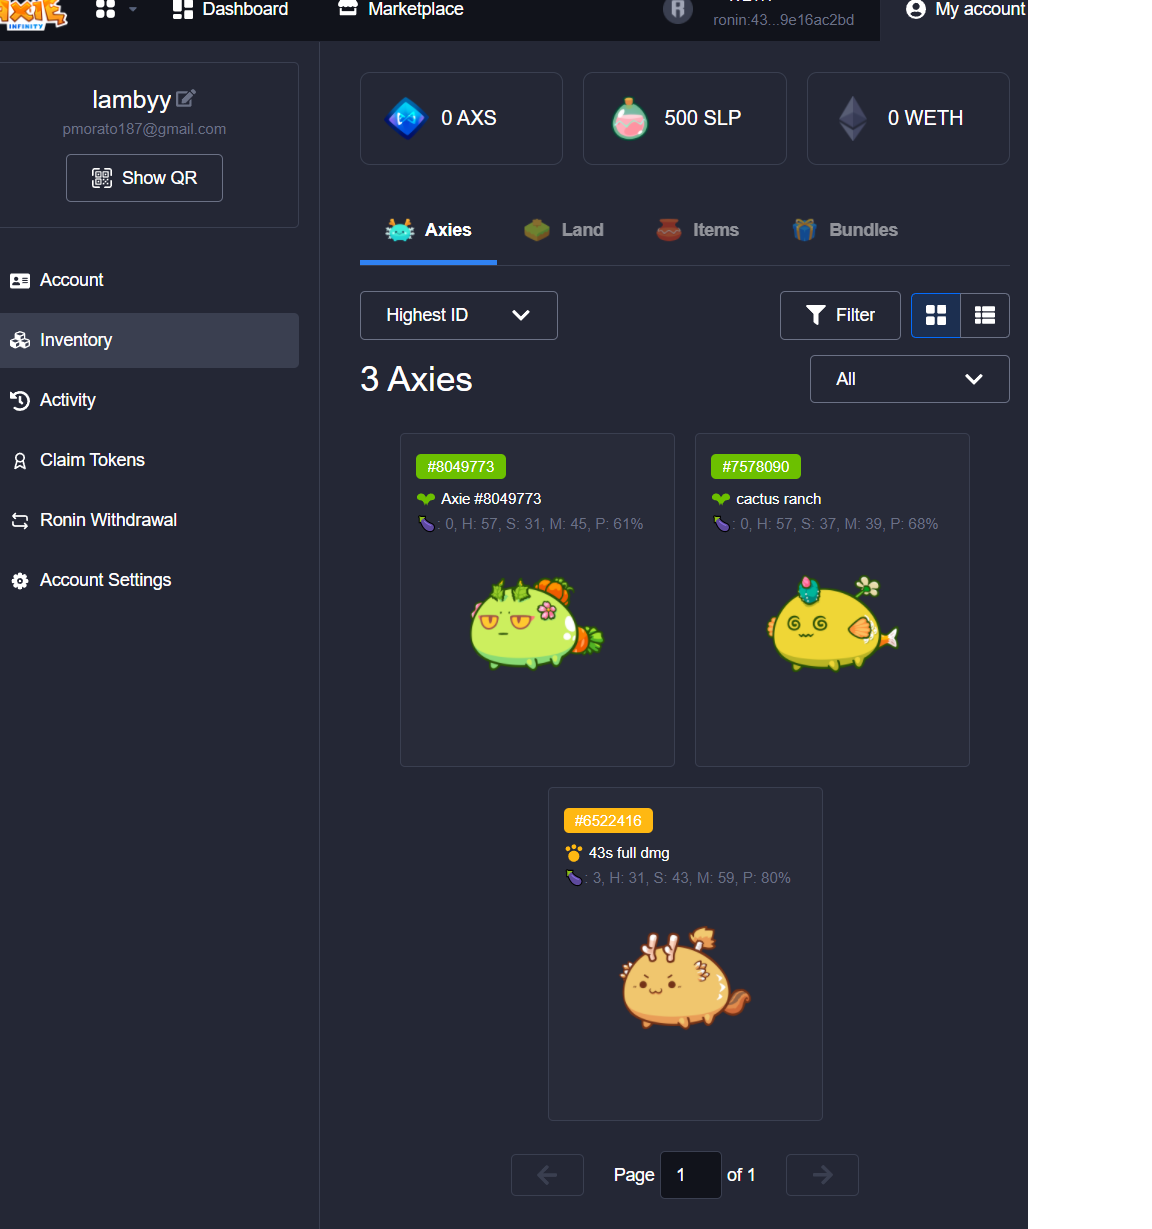 AXIE
INFINITY
Dashboard
Marketplace
ronin:43...9e16ac2bd
My account
lambyy
pmorato187@gmail.com
Show QR
Account
Inventory
Activity
Claim Tokens
Ronin Withdrawal
Account Settings
0 AXS
500 SLP
0 WETH
Axies
Land
Items
Bundles
Highest ID
Filter
3 Axies
All
#8049773
Axie #8049773
: 0, H: 57, S: 31, M: 45, P: 61%
#7578090
cactus ranch
: 0, H: 57, S: 37, M: 39, P: 68%
#6522416
43s full dmg
: 3, H: 31, S: 43, M: 59, P: 80%
Page 1 of 1